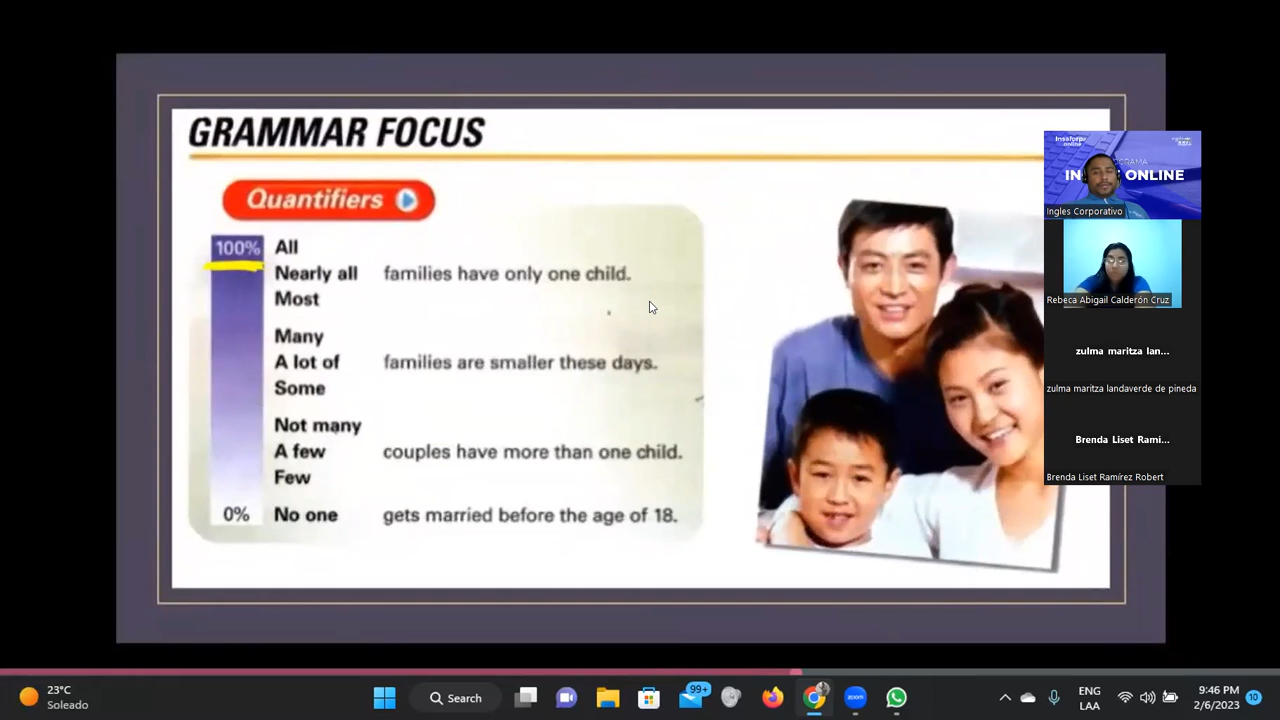 GRAMMAR FOCUS
Quantifiers
100% All
Nearly all families have only one child.
Most
Many
A lot of families are smaller these days.
Some
Not many
A few couples have more than one child.
Few
0% No one gets married before the age of 18.
Insaforp
online
PROGRAMA
ONLINE
Ingles Corporativo
Rebeca Abigail Calderón Cruz
zulma maritza lan...
zulma maritza landaverde de pineda
Brenda Liset Rami...
Brenda Liset Ramírez Robert
23°C
Soleado
Search
99+
zoom
ENG
LAA
9:46 PM
2/6/2023
10